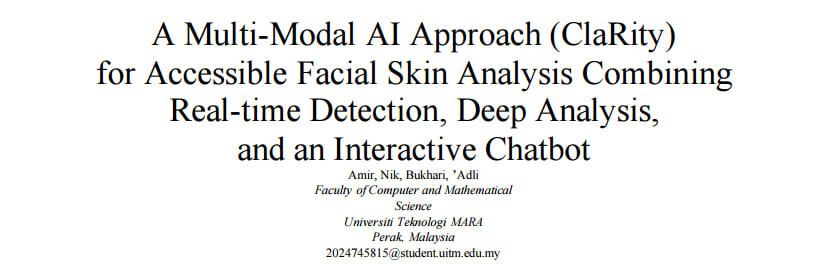 A Multi-Modal AI Approach (ClaRity)
for Accessible Facial Skin Analysis Combining
Real-time Detection, Deep Analysis,
and an Interactive Chatbot
Amir, Nik, Bukhari, ’Adli
Faculty of Computer and Mathematical
Science
Universiti Teknologi MARA
Perak, Malaysia
2024745815@student.uitm.edu.my